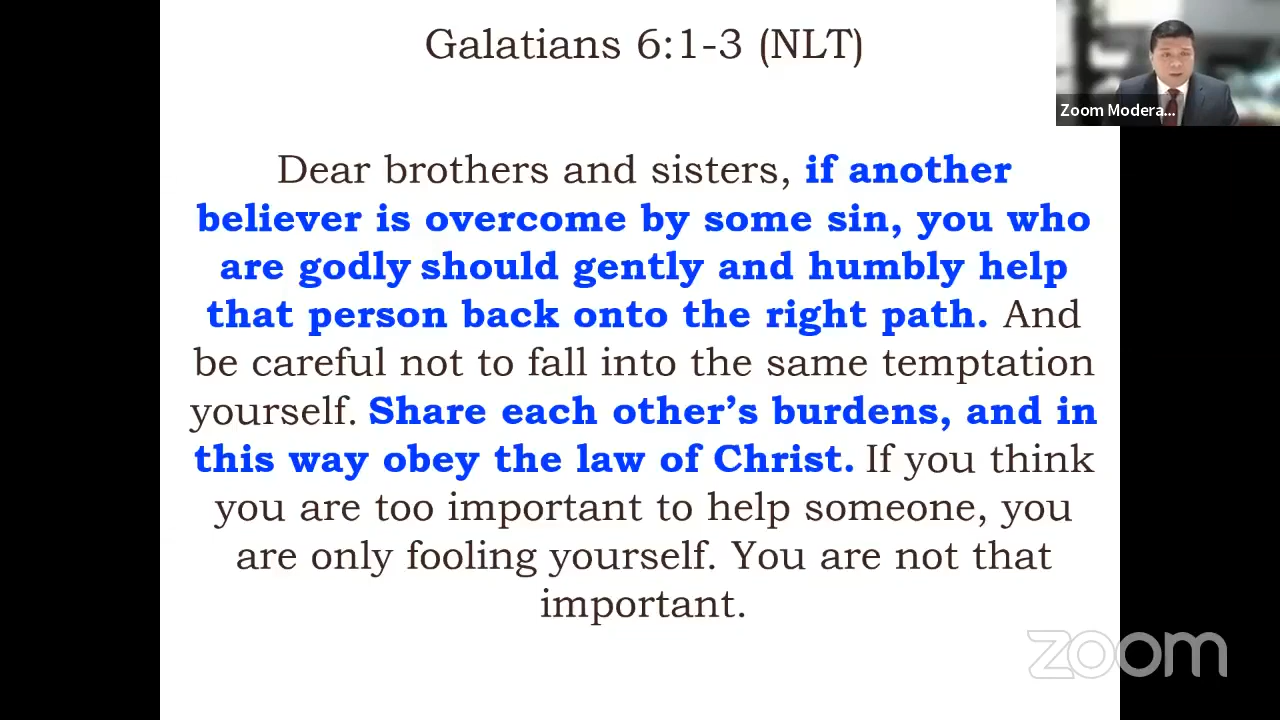 Galatians 6:1-3 (NLT)
Zoom Modera...
Dear brothers and sisters, if another
believer is overcome by some sin, you who
are godly should gently and humbly help
that person back onto the right path. And
be careful not to fall into the same temptation
yourself. Share each other’s burdens, and in
this way obey the law of Christ. If you think
you are too important to help someone, you
are only fooling yourself. You are not that
important.
zoom